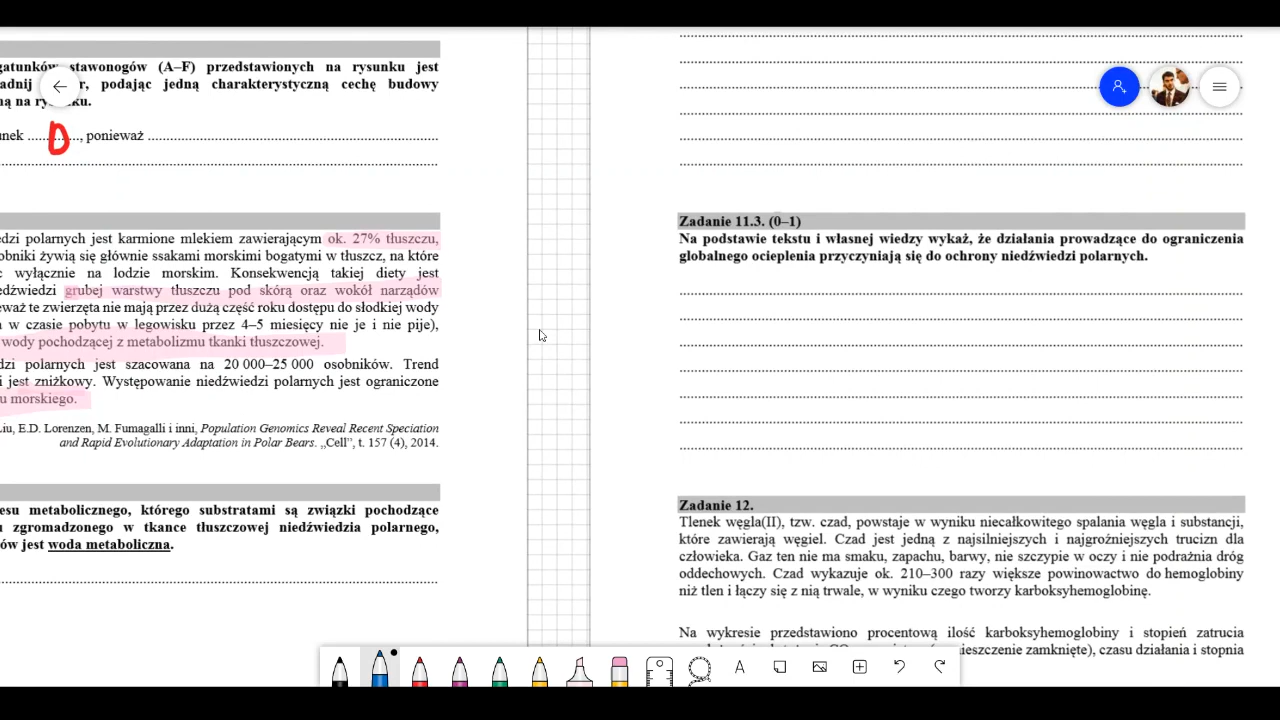 gatunków stawonogów (A–F) przedstawionych na rysunku jest
adnij r, podając jedną charakterystyczną cechę budowy
ną na rysunku.
unek ........, ponieważ ........................................
D
edzi polarnych jest karmione mlekiem zawierającym ok. 27% tłuszczu,
obniki żywią się głównie ssakami morskimi bogatymi w tłuszcz, na które
c wyłącznie na lodzie morskim. Konsekwencją takiej diety jest
edźwiedzi grubej warstwy tłuszczu pod skórą oraz wokół narządów
eważ te zwierzęta nie mają przez dużą część roku dostępu do słodkiej wody
a w czasie pobytu w legowisku przez 4–5 miesięcy nie je i nie pije),
wody pochodzącej z metabolizmu tkanki tłuszczowej.
dzi polarnych jest szacowana na 20 000–25 000 osobników. Trend
i jest zniżkowy. Występowanie niedźwiedzi polarnych jest ograniczone
u morskiego.
Liu, E.D. Lorenzen, M. Fumagalli i inni, Population Genomics Reveal Recent Speciation
and Rapid Evolutionary Adaptation in Polar Bears. „Cell”, t. 157 (4), 2014.
esu metabolicznego, którego substratami są związki pochodzące
u zgromadzonego w tkance tłuszczowej niedźwiedzia polarnego,
ów jest woda metaboliczna.
Zadanie 11.3. (0–1)
Na podstawie tekstu i własnej wiedzy wykaż, że działania prowadzące do ograniczenia
globalnego ocieplenia przyczyniają się do ochrony niedźwiedzi polarnych.
Zadanie 12.
Tlenek węgla(II), tzw. czad, powstaje w wyniku niecałkowitego spalania węgla i substancji,
które zawierają węgiel. Czad jest jedną z najsilniejszych i najgroźniejszych trucizn dla
człowieka. Gaz ten nie ma smaku, zapachu, barwy, nie szczypie w oczy i nie podrażnia dróg
oddechowych. Czad wykazuje ok. 210–300 razy większe powinowactwo do hemoglobiny
niż tlen i łączy się z nią trwale, w wyniku czego tworzy karboksyhemoglobinę.
Na wykresie przedstawiono procentową ilość karboksyhemoglobiny i stopień zatrucia
ieszczenie zamknięte), czasu działania i stopnia
A